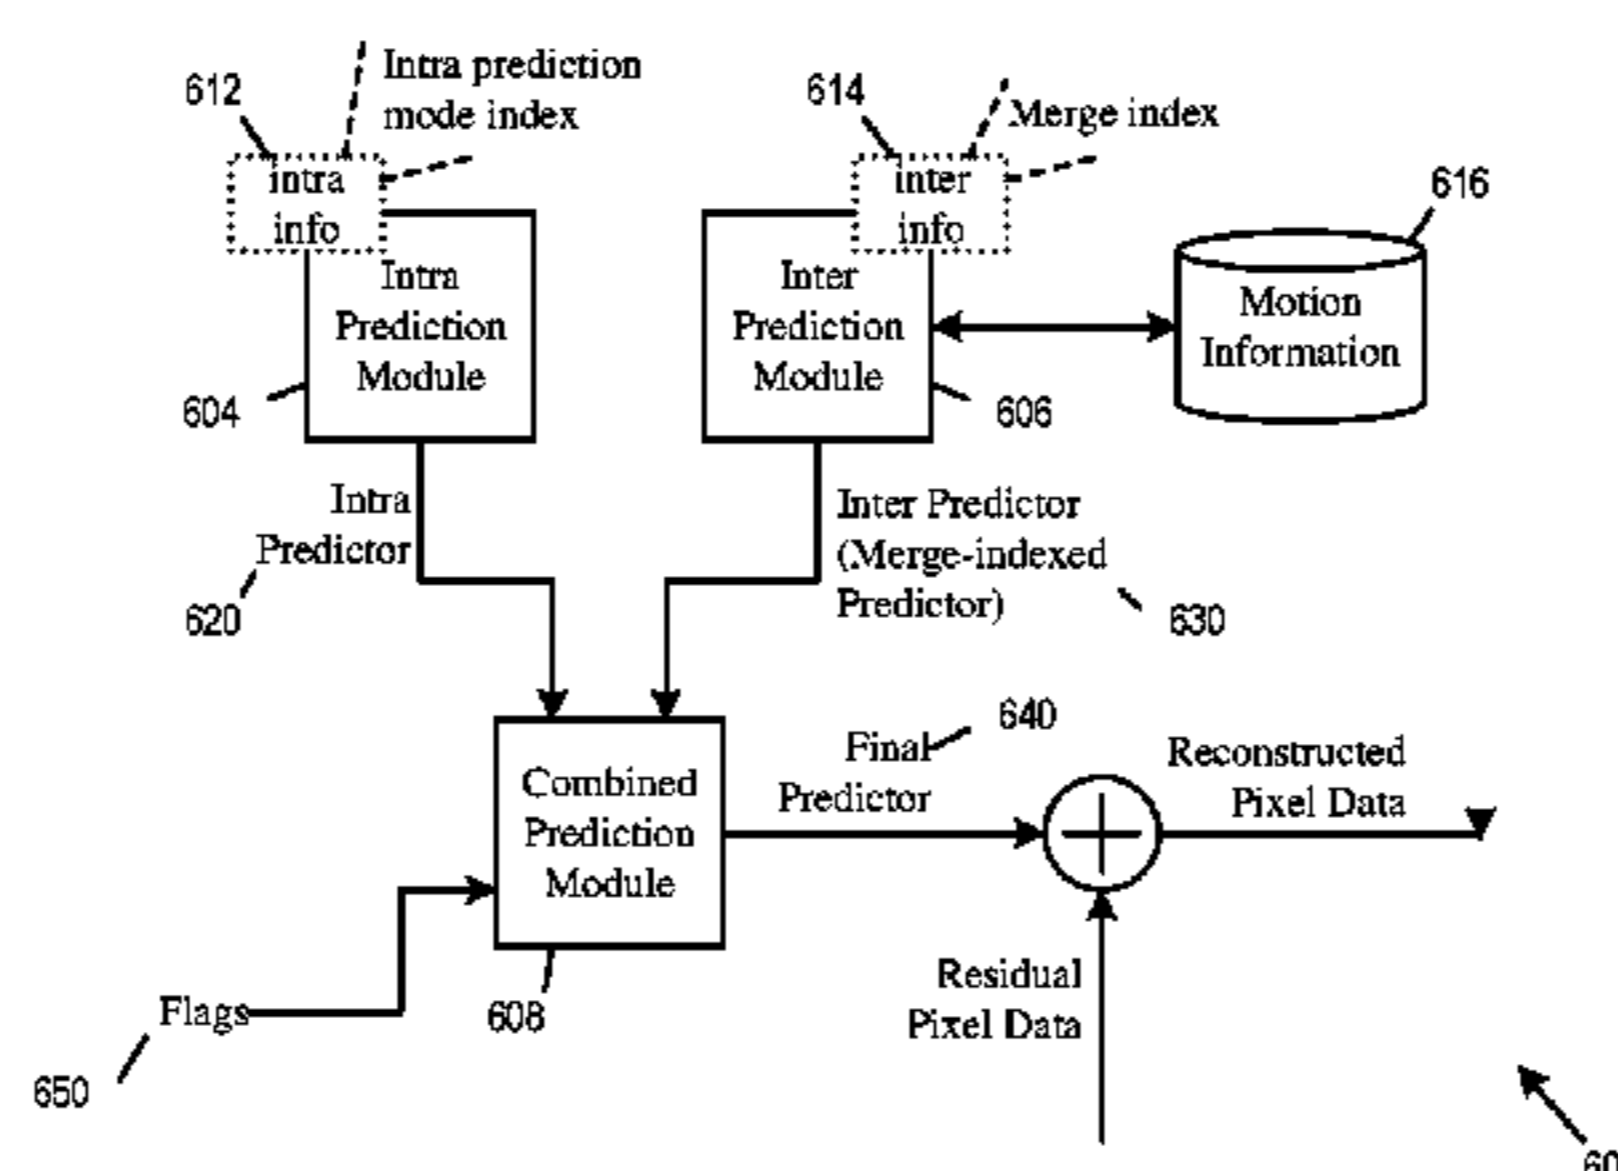 612
Intra prediction
mode index
614
Merge index
intra
info
inter
info
616
Intra
Prediction
Module
Inter
Prediction
Module
Motion
Information
604
606
Intra
Predictor
620
Inter Predictor
(Merge-indexed
Predictor)
630
640
Final
Predictor
Reconstructed
Pixel Data
Combined
Prediction
Module
608
Residual
Pixel Data
Flags
650